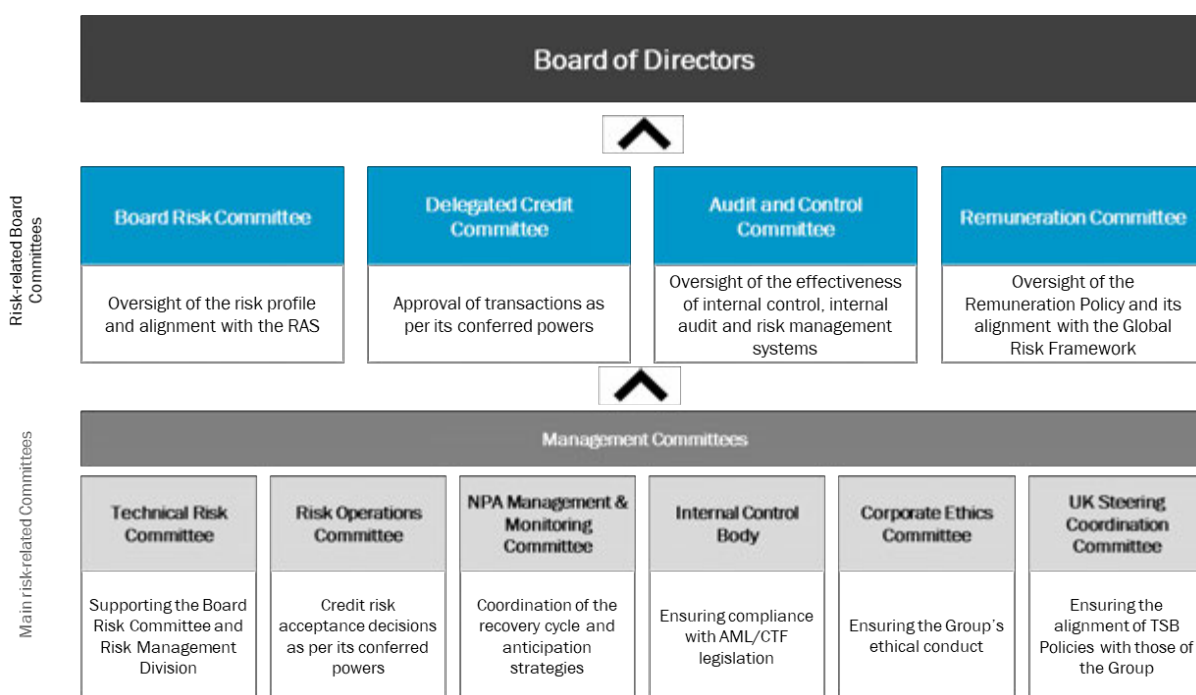 Board of Directors
Risk-related Board
Committees
Board Risk Committee
Oversight of the risk profile
and alignment with the RAS
Delegated Credit
Committee
Approval of transactions as
per its conferred powers
Audit and Control
Committee
Oversight of the effectiveness
of internal control, internal
audit and risk management
systems
Remuneration Committee
Oversight of the
Remuneration Policy and its
alignment with the Global
Risk Framework
Main risk-related Committees
Management Committees
Technical Risk
Committee
Supporting the Board
Risk Committee and
Risk Management
Division
Risk Operations
Committee
Credit risk
acceptance decisions
as per its conferred
powers
NPA Management &
Monitoring
Committee
Coordination of the
recovery cycle and
anticipation
strategies
Internal Control
Body
Ensuring compliance
with AML/CTF
legislation
Corporate Ethics
Committee
Ensuring the Group's
ethical conduct
UK Steering
Coordination
Committee
Ensuring the
alignment of TSB
Policies with those of
the Group